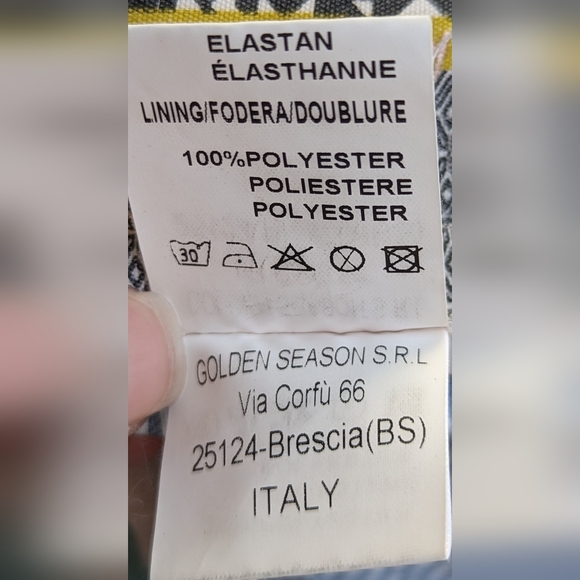 ELASTAN
ÉLASTHANNE
LINING/FODERA/DOUBLURE
100%POLYESTER
POLIESTERE
POLYESTER
30
GOLDEN SEASON S.R.L
Via Corfù 66
25124-Brescia(BS)
ITALY